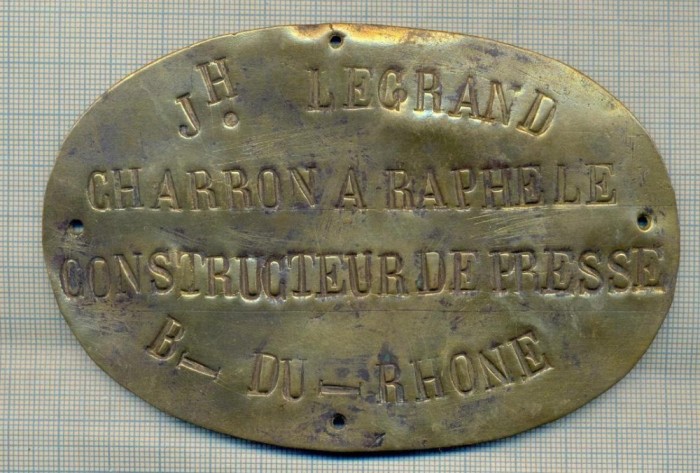 JH. LEGRAND
CHARRON A RAPHELE
CONSTRUCTEUR DE PRESSE
B— DU — RHONE